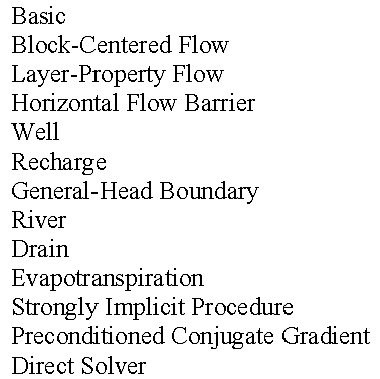 Basic
Block-Centered Flow
Layer-Property Flow
Horizontal Flow Barrier
Well
Recharge
General-Head Boundary
River
Drain
Evapotranspiration
Strongly Implicit Procedure
Preconditioned Conjugate Gradient
Direct Solver